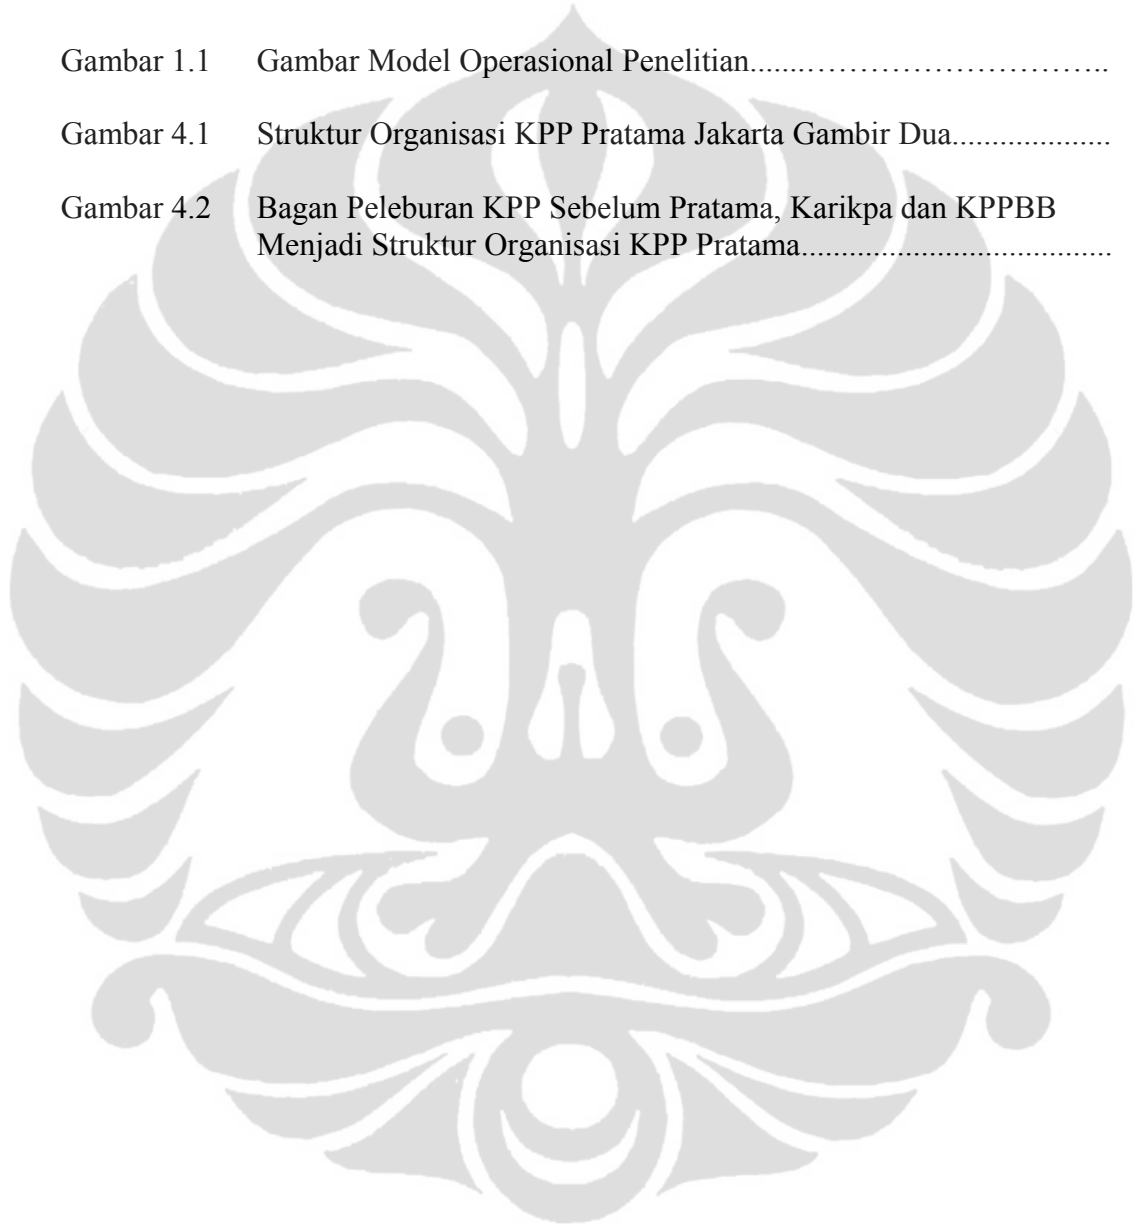 Gambar 1.1 Gambar Model Operasional Penelitian.......…………………………..
Gambar 4.1 Struktur Organisasi KPP Pratama Jakarta Gambir Dua...................
Gambar 4.2 Bagan Peleburan KPP Sebelum Pratama, Karikpa dan KPPBB
Menjadi Struktur Organisasi KPP Pratama.....................................